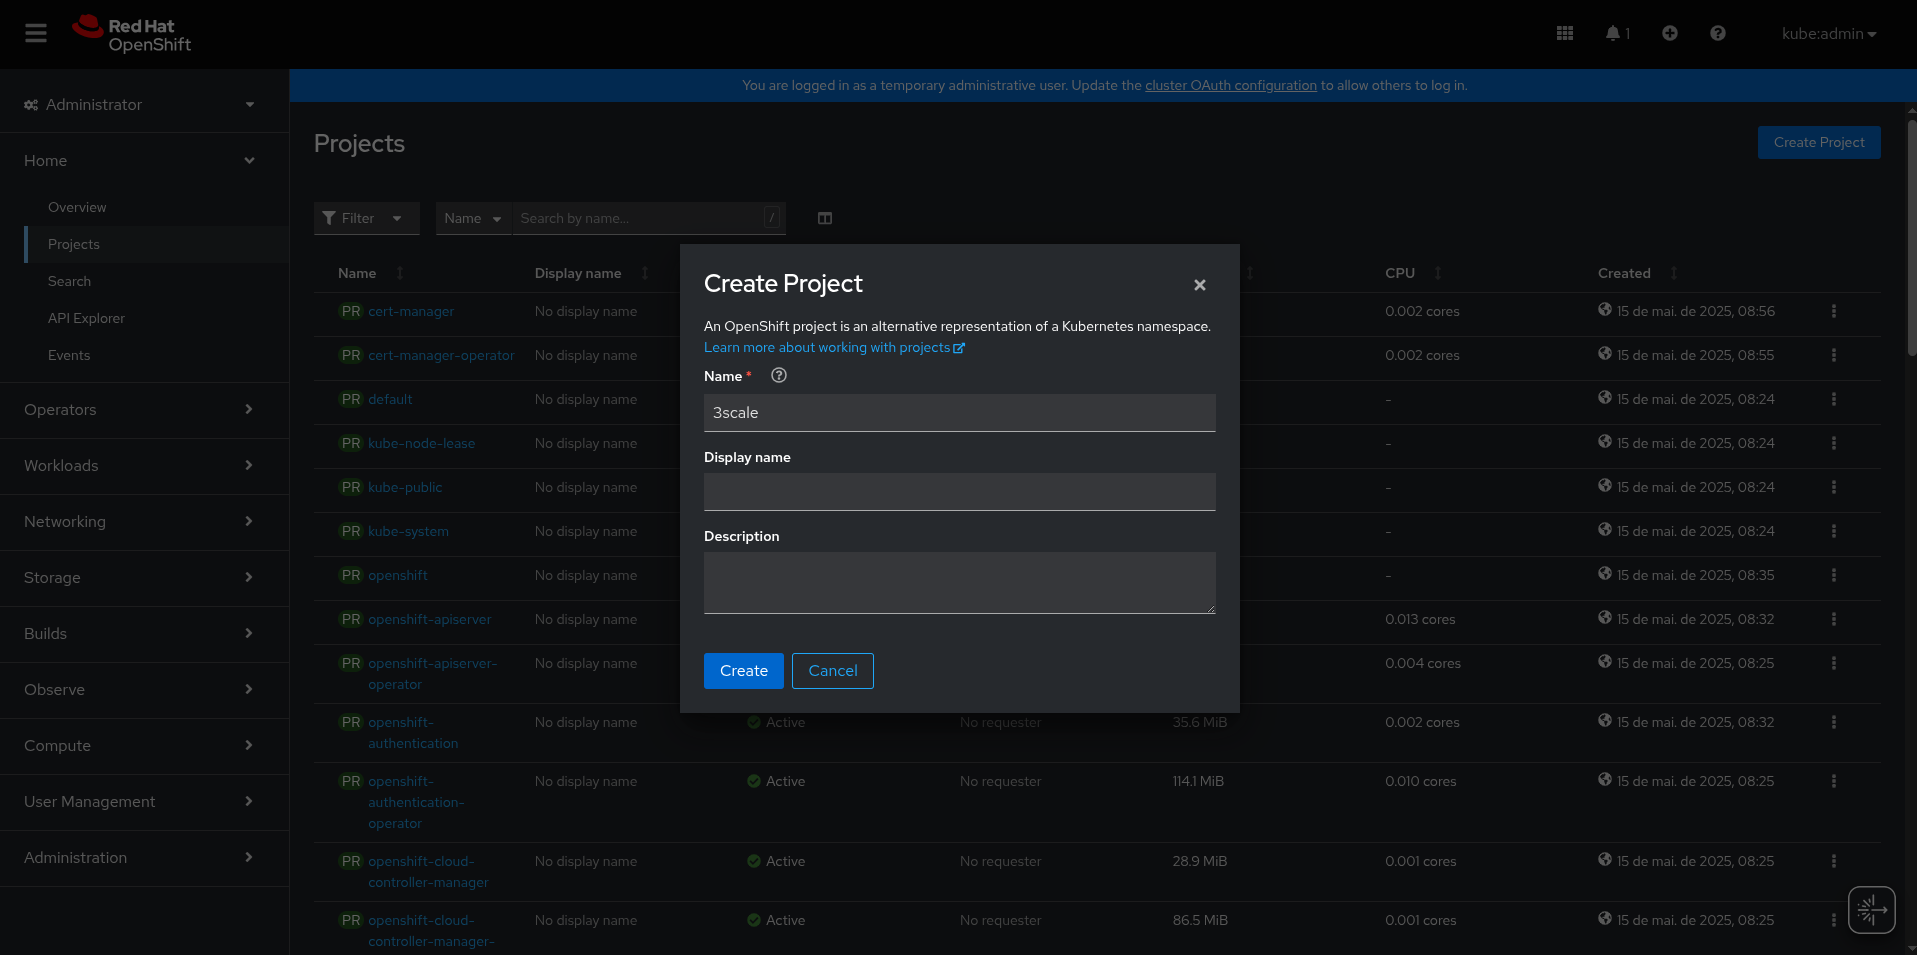 Red Hat
OpenShift
1
kube:admin
You are logged in as a temporary administrative user. Update the cluster OAuth configuration to allow others to log in.
Administrator
Home
Overview
Projects
Search
API Explorer
Events
Operators
Workloads
Networking
Storage
Builds
Observe
Compute
User Management
Administration
Projects
Create Project
Filter
Name
Search by name...
/
Name Display name CPU Created
PR cert-manager No display name 0.002 cores 15 de mai. de 2025, 08:56
PR cert-manager-operator No display name 0.002 cores 15 de mai. de 2025, 08:55
PR default No display name - 15 de mai. de 2025, 08:24
PR kube-node-lease No display name - 15 de mai. de 2025, 08:24
PR kube-public No display name - 15 de mai. de 2025, 08:24
PR kube-system No display name - 15 de mai. de 2025, 08:24
PR openshift No display name - 15 de mai. de 2025, 08:35
PR openshift-apiserver No display name 0.013 cores 15 de mai. de 2025, 08:32
PR openshift-apiserver- No display name 0.004 cores 15 de mai. de 2025, 08:25
operator
PR openshift- No display name Active No requester 35.6 MiB 0.002 cores 15 de mai. de 2025, 08:32
authentication
PR openshift- No display name Active No requester 114.1 MiB 0.010 cores 15 de mai. de 2025, 08:25
authentication-
operator
PR openshift-cloud- No display name Active No requester 28.9 MiB 0.001 cores 15 de mai. de 2025, 08:25
controller-manager
PR openshift-cloud- No display name Active No requester 86.5 MiB 0.001 cores 15 de mai. de 2025, 08:25
controller-manager-
Create Project
An OpenShift project is an alternative representation of a Kubernetes namespace.
Learn more about working with projects
Name *
3scale
Display name
Description
Create
Cancel